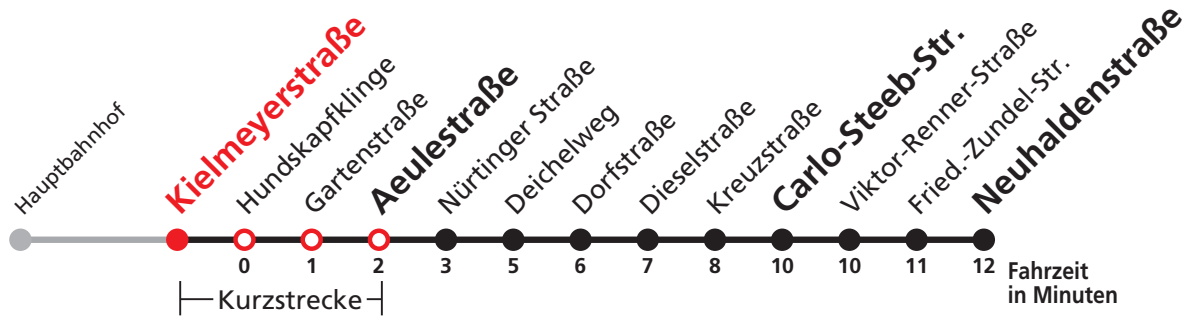 Hauptbahnhof
Kielmeyerstraße
Hundskapfklinge
Gartenstraße
Aeulestraße
Nürtinger Straße
Deichelweg
Dorfstraße
Dieselstraße
Kreuzstraße
Carlo-Steeb-Str.
Viktor-Renner-Straße
Fried.-Zundel-Str.
Neuhaldenstraße
0 1 2 3 5 6 7 8 10 10 11 12
Fahrzeit
in Minuten
Kurzstrecke